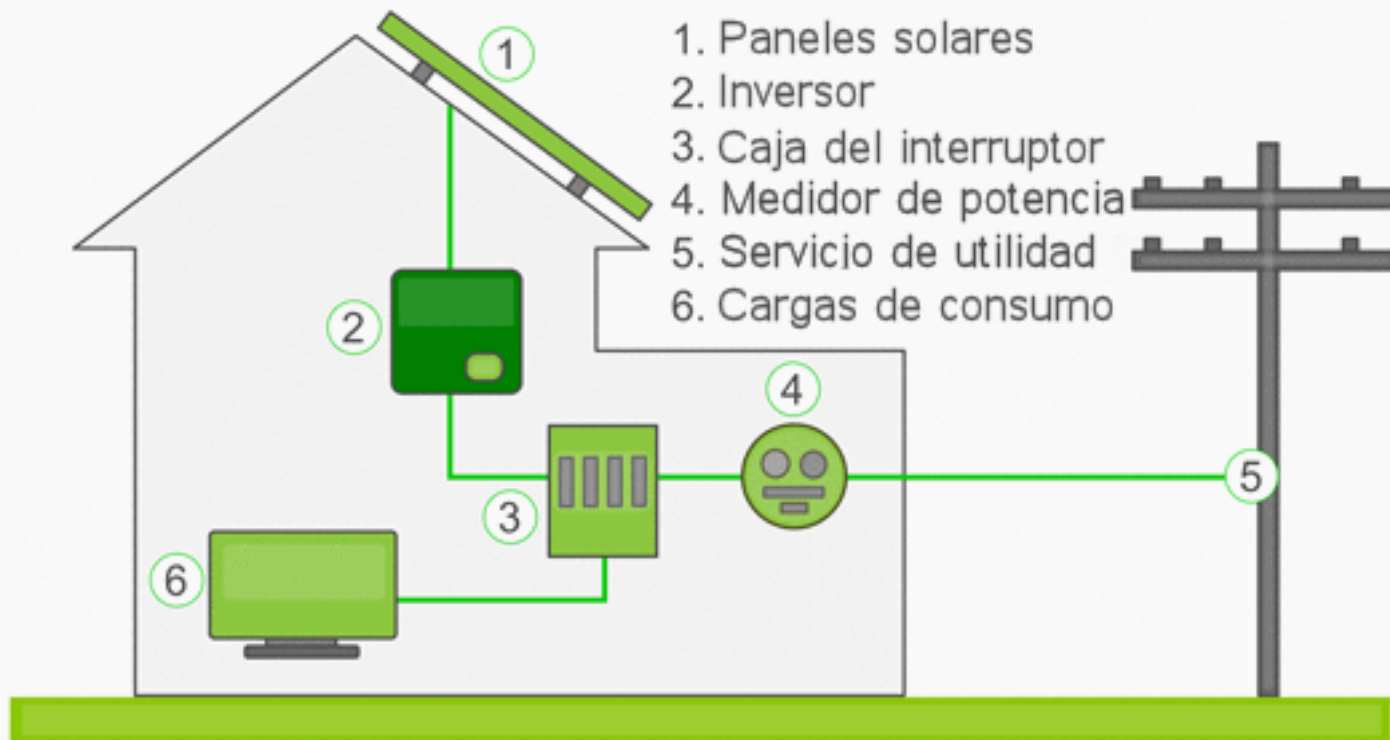 1. Paneles solares
2. Inversor
3. Caja del interruptor
4. Medidor de potencia
5. Servicio de utilidad
6. Cargas de consumo
1
2
3
4
5
6